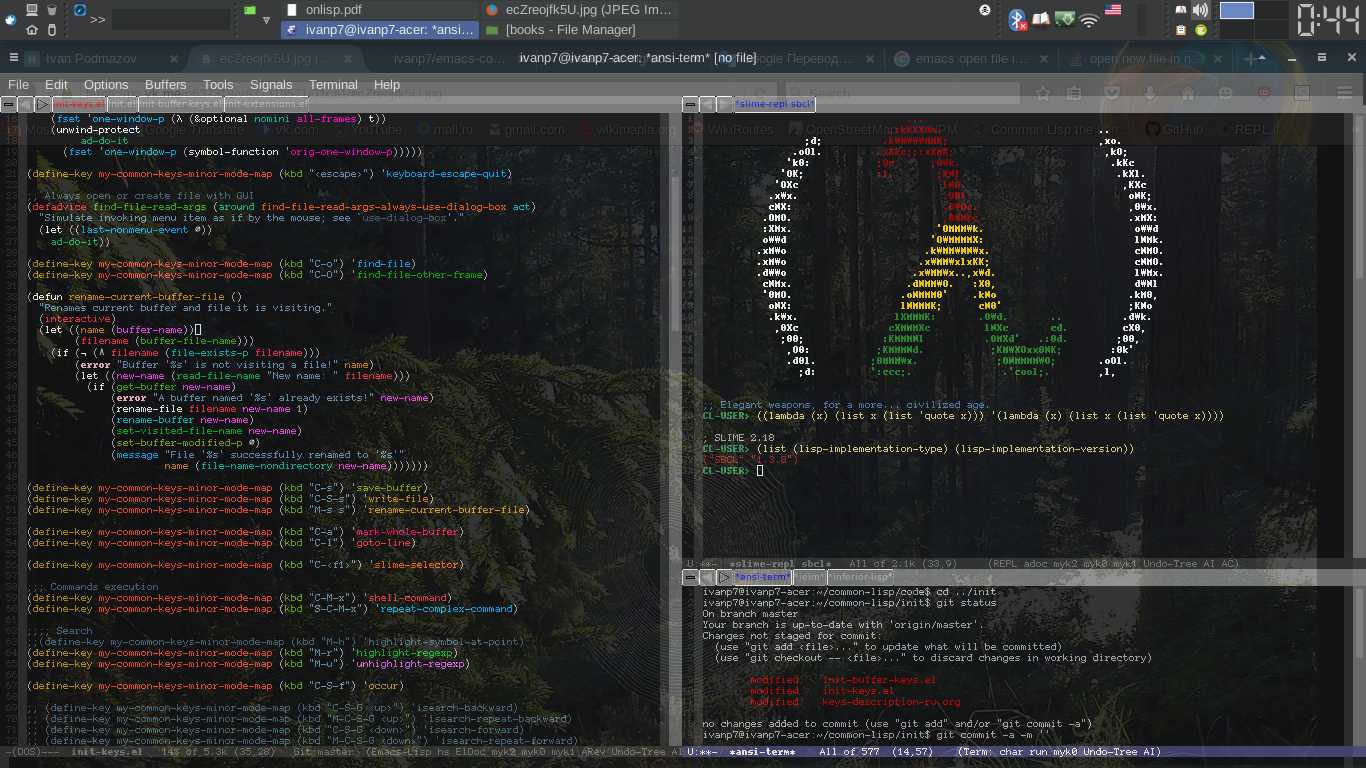 >>
onlisp.pdf
ecZreojfk5U.jpg (JPEG Im...
ivanp7@ivanp7-acer: *ansi-...
[books - File Manager]
0:44
Ivan Podmazov
ecZreojfk5U.jpg (...
ivanp7/emacs-co...
ivanp7@ivanp7-acer: *ansi-term* [no file]
emacs open file i...
open new file in n...
File Edit Options Buffers Tools Signals Terminal Help
init-keys.el init.el init-buffer-keys.el init-extensions.el
(fset 'one-window-p (λ (&optional nomini all-frames) t))
(unwind-protect
ad-do-it
(fset 'one-window-p (symbol-function 'orig-one-window-p)))))
(define-key my-common-keys-minor-mode-map (kbd "<escape>") 'keyboard-escape-quit)
;; Always open or create file with GUI
(defadvice find-file-read-args (around find-file-read-args-always-use-dialog-box act)
"Simulate invoking menu item as if by the mouse; see `use-dialog-box'."
(let ((last-nonmenu-event ∅))
ad-do-it))
(define-key my-common-keys-minor-mode-map (kbd "C-o") 'find-file)
(define-key my-common-keys-minor-mode-map (kbd "C-O") 'find-file-other-frame)
(defun rename-current-buffer-file ()
"Renames current buffer and file it is visiting."
(interactive)
(let ((name (buffer-name))
(filename (buffer-file-name)))
(if (¬ (∧ filename (file-exists-p filename)))
(error "Buffer '%s' is not visiting a file!" name)
(let ((new-name (read-file-name "New name: " filename)))
(if (get-buffer new-name)
(error "A buffer named '%s' already exists!" new-name)
(rename-file filename new-name 1)
(rename-buffer new-name)
(set-visited-file-name new-name)
(set-buffer-modified-p ∅)
(message "File '%s' successfully renamed to '%s'"
name (file-name-nondirectory new-name)))))))
(define-key my-common-keys-minor-mode-map (kbd "C-s") 'save-buffer)
(define-key my-common-keys-minor-mode-map (kbd "C-S-s") 'write-file)
(define-key my-common-keys-minor-mode-map (kbd "M-s s") 'rename-current-buffer-file)
(define-key my-common-keys-minor-mode-map (kbd "C-a") 'mark-whole-buffer)
(define-key my-common-keys-minor-mode-map (kbd "C-l") 'goto-line)
(define-key my-common-keys-minor-mode-map (kbd "C-<f1>") 'slime-selector)
;;; Commands execution
(define-key my-common-keys-minor-mode-map (kbd "C-M-x") 'shell-command)
(define-key my-common-keys-minor-mode-map (kbd "S-C-M-x") 'repeat-complex-command)
;;;; Search
;;(define-key my-common-keys-minor-mode-map (kbd "M-h") 'highlight-symbol-at-point)
(define-key my-common-keys-minor-mode-map (kbd "M-r") 'highlight-regexp)
(define-key my-common-keys-minor-mode-map (kbd "M-u") 'unhighlight-regexp)
(define-key my-common-keys-minor-mode-map (kbd "C-S-f") 'occur)
;; (define-key my-common-keys-minor-mode-map (kbd "C-S-G <up>") 'isearch-backward)
;; (define-key my-common-keys-minor-mode-map (kbd "M-C-S-G <up>") 'isearch-repeat-backward)
;; (define-key my-common-keys-minor-mode-map (kbd "C-S-G <down>") 'isearch-forward)
;; (define-key my-common-keys-minor-mode-map (kbd "M-C-S-G <down>") 'isearch-repeat-forward)
-(DOS)--- init-keys.el 14% of 5.3k (35,28) Git:master (Emacs-Lisp hs ElDoc myk2 myk0 myk1 ARev Undo-Tree AI
*slime-repl sbcl*
;; Elegant weapons, for a more... civilized age.
CL-USER> ((lambda (x) (list x (list 'quote x))) '(lambda (x) (list x (list 'quote x))))
; SLIME 2.18
CL-USER> (list (lisp-implementation-type) (lisp-implementation-version))
("SBCL" "1.3.8")
CL-USER>
U:**- *slime-repl sbcl* All of 2.1k (33,9) (REPL adoc myk2 myk0 myk1 Undo-Tree AI AC)
*ansi-term* *ielm* *inferior-lisp*
ivanp7@ivanp7-acer:~/common-lisp/code$ cd ../init
ivanp7@ivanp7-acer:~/common-lisp/init$ git status
On branch master
Your branch is up-to-date with 'origin/master'.
Changes not staged for commit:
(use "git add <file>..." to update what will be committed)
(use "git checkout -- <file>..." to discard changes in working directory)
modified: init-buffer-keys.el
modified: init-keys.el
modified: keys-description-ru.org
no changes added to commit (use "git add" and/or "git commit -a")
ivanp7@ivanp7-acer:~/common-lisp/init$ git commit -a -m ''
U:**- *ansi-term* All of 577 (14,57) (Term: char run myk0 Undo-Tree AI)